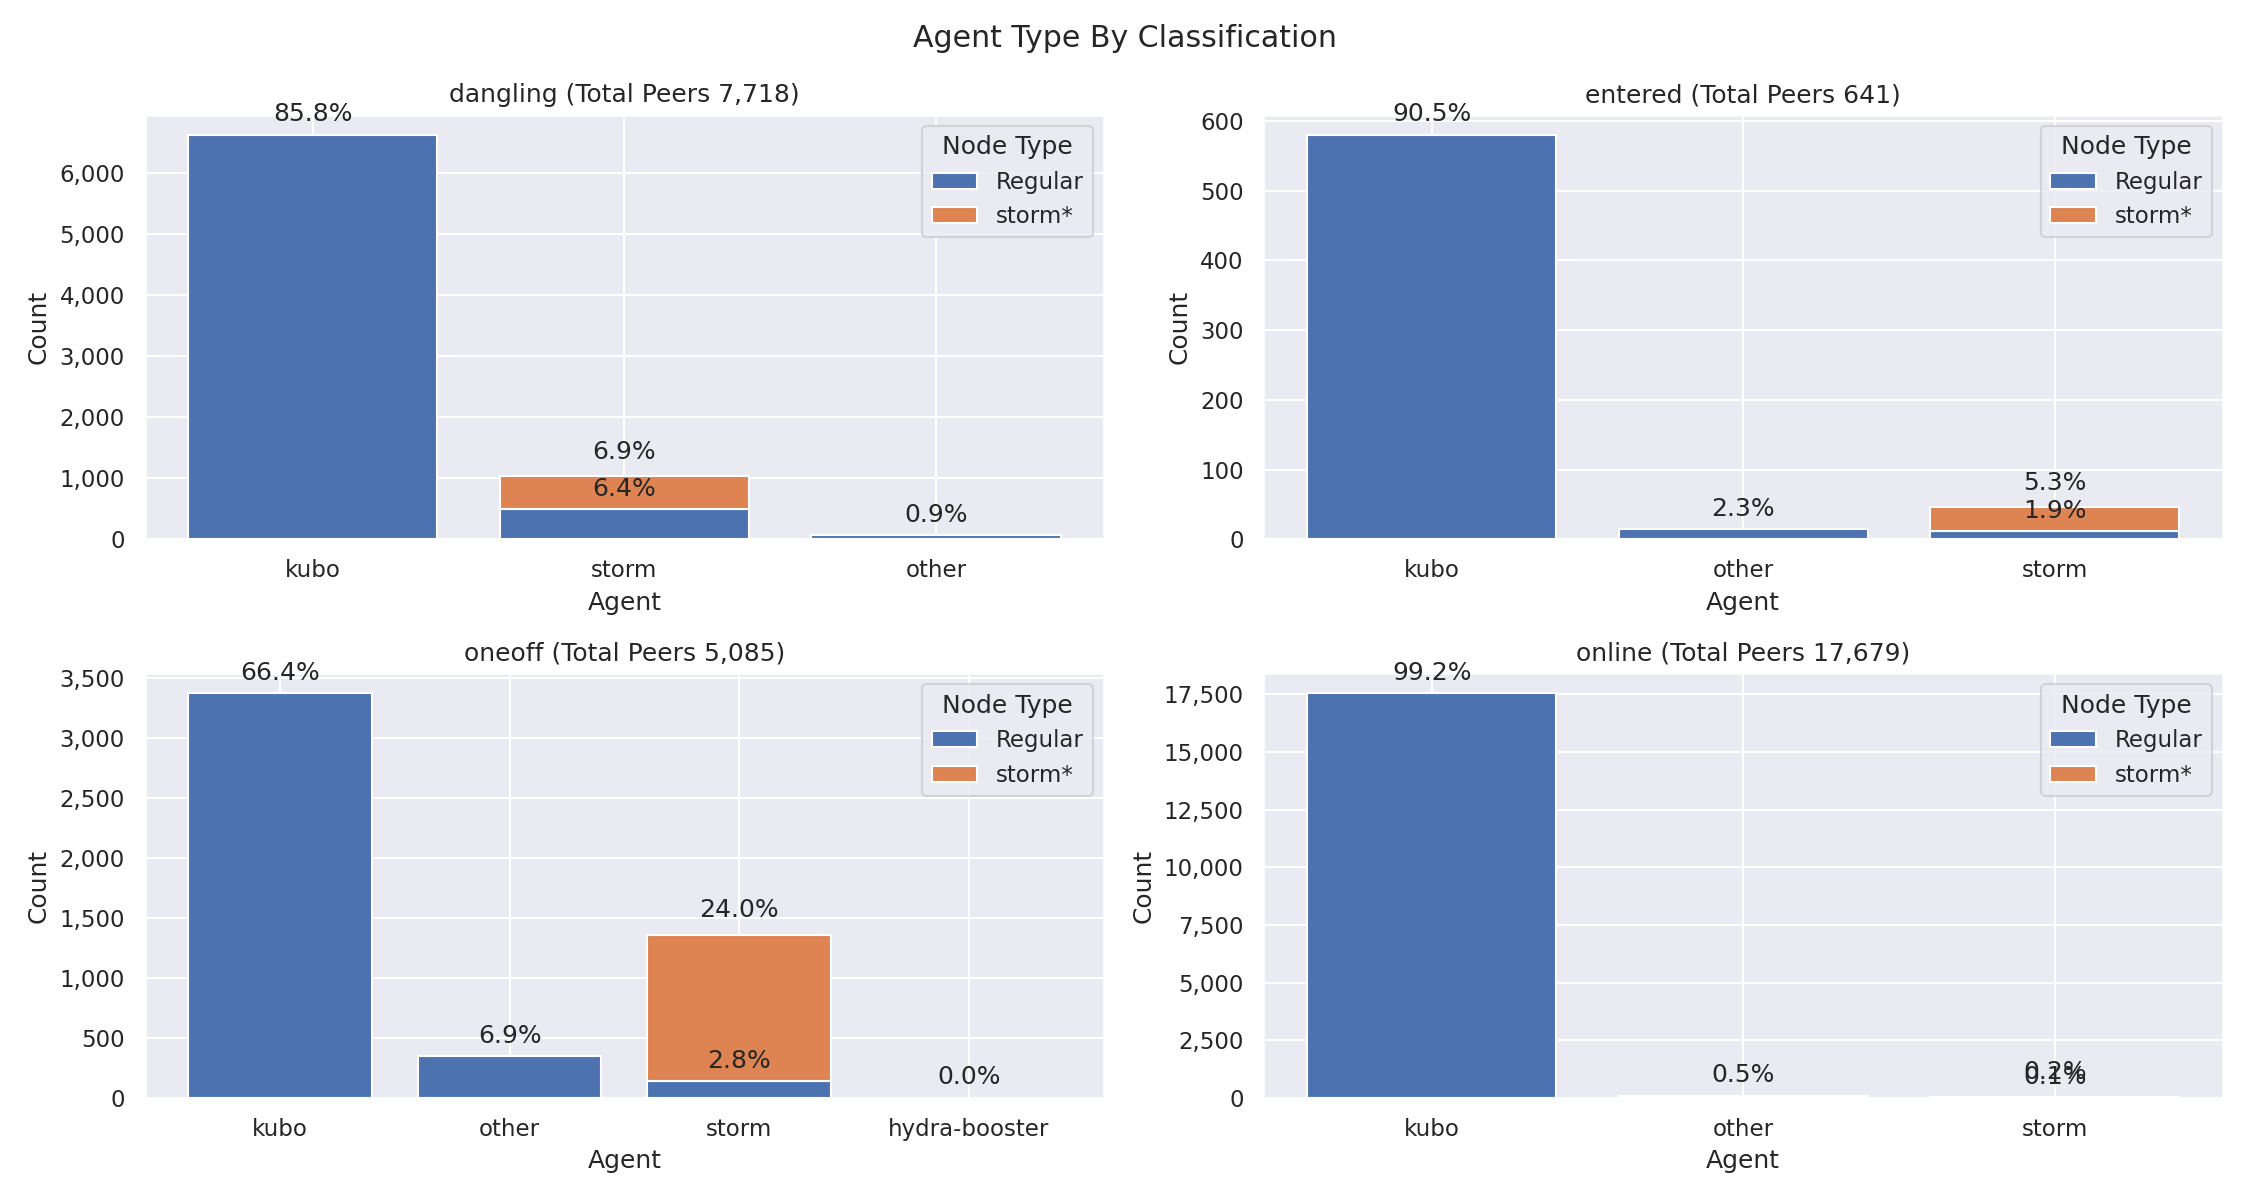 Agent Type By Classification
dangling (Total Peers 7,718)
85.8%
6.9%
6.4%
0.9%
Node Type
Regular
storm*
Count
6,000
5,000
4,000
3,000
2,000
1,000
0
kubo
storm
other
Agent
entered (Total Peers 641)
90.5%
2.3%
5.3%
1.9%
Node Type
Regular
storm*
Count
600
500
400
300
200
100
0
kubo
other
storm
Agent
oneoff (Total Peers 5,085)
66.4%
6.9%
24.0%
2.8%
0.0%
Node Type
Regular
storm*
Count
3,500
3,000
2,500
2,000
1,500
1,000
500
0
kubo
other
storm
hydra-booster
Agent
online (Total Peers 17,679)
99.2%
0.5%
0.2%
0.1%
Node Type
Regular
storm*
Count
17,500
15,000
12,500
10,000
7,500
5,000
2,500
0
kubo
other
storm
Agent